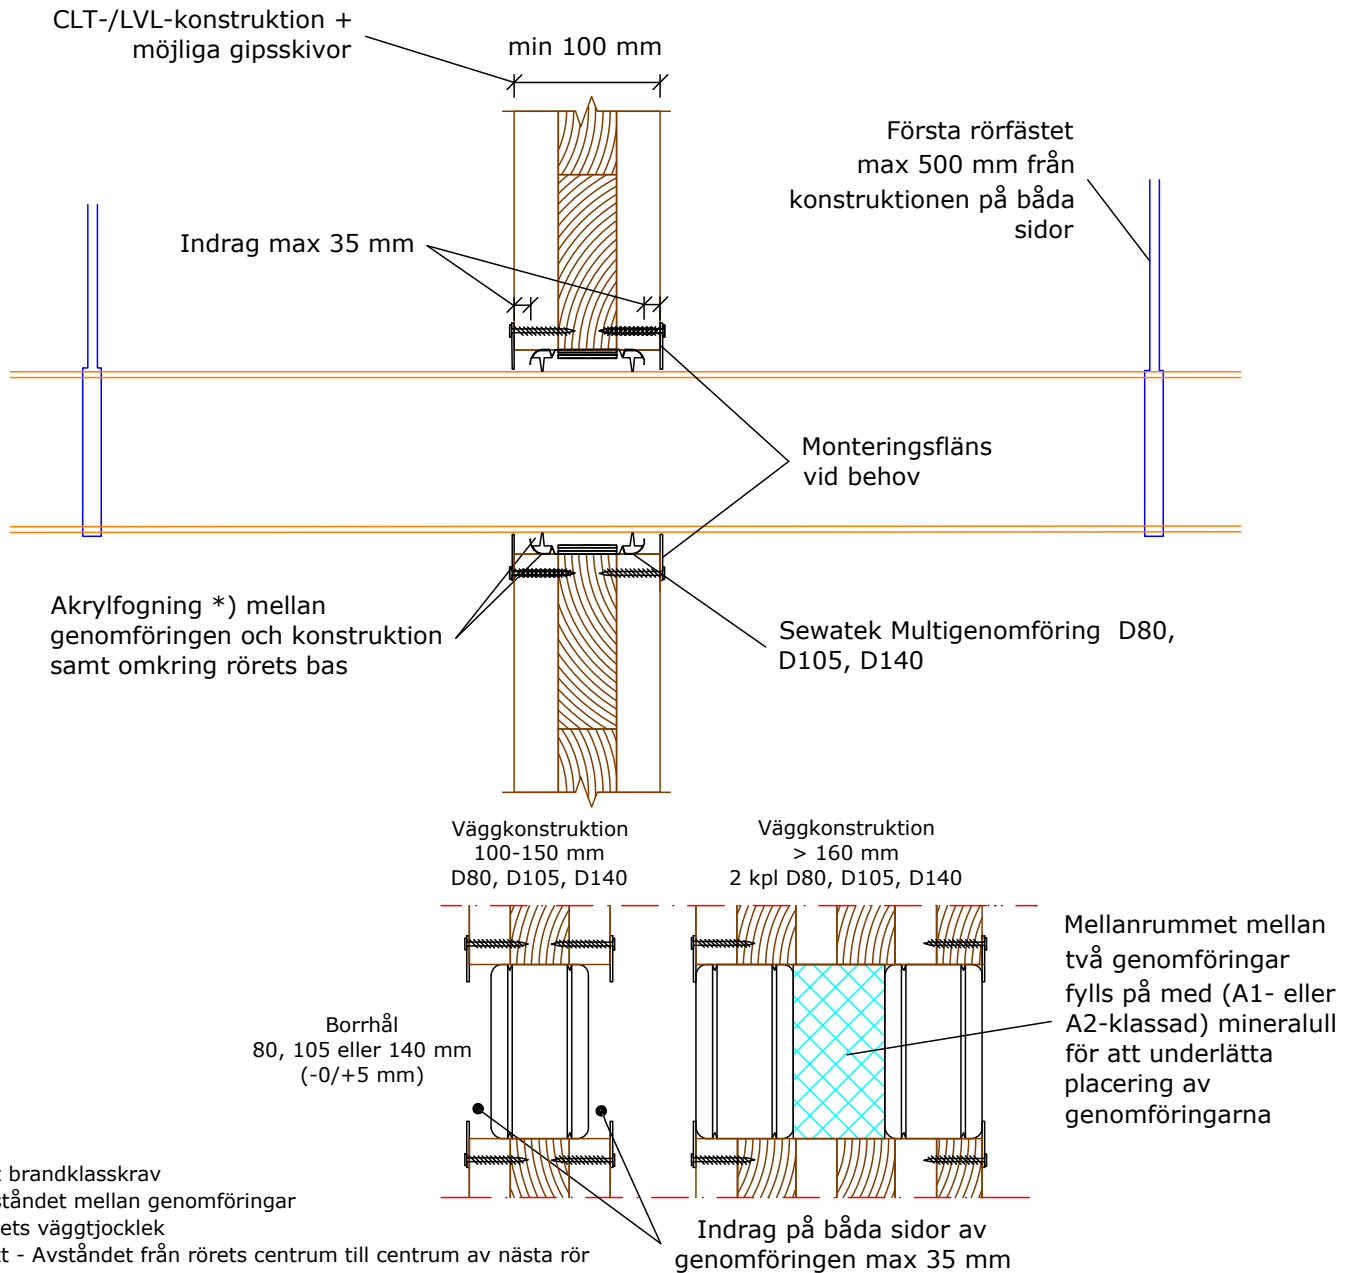 CLT-/LVL-konstruktion +
möjliga gipsskivor
min 100 mm
Första rörfästet
max 500 mm från
konstruktionen på båda
sidor
Indrag max 35 mm
Monteringsfläns
vid behov
Akrylfogning *) mellan
genomföringen och konstruktion
samt omkring rörets bas
Sewatek Multigenomföring D80,
D105, D140
Väggkonstruktion
100-150 mm
D80, D105, D140
Väggkonstruktion
> 160 mm
2 kpl D80, D105, D140
Mellanrummet mellan
två genomföringar
fylls på med (A1- eller
A2-klassad) mineralull
för att underlätta
placering av
genomföringarna
Borrhål
80, 105 eller 140 mm
(-0/+5 mm)
brandklasskrav
mellan genomföringar
väggtjocklek
- Avståndet från rörets centrum till centrum av nästa rör
Indrag på båda sidor av
genomföringen max 35 mm